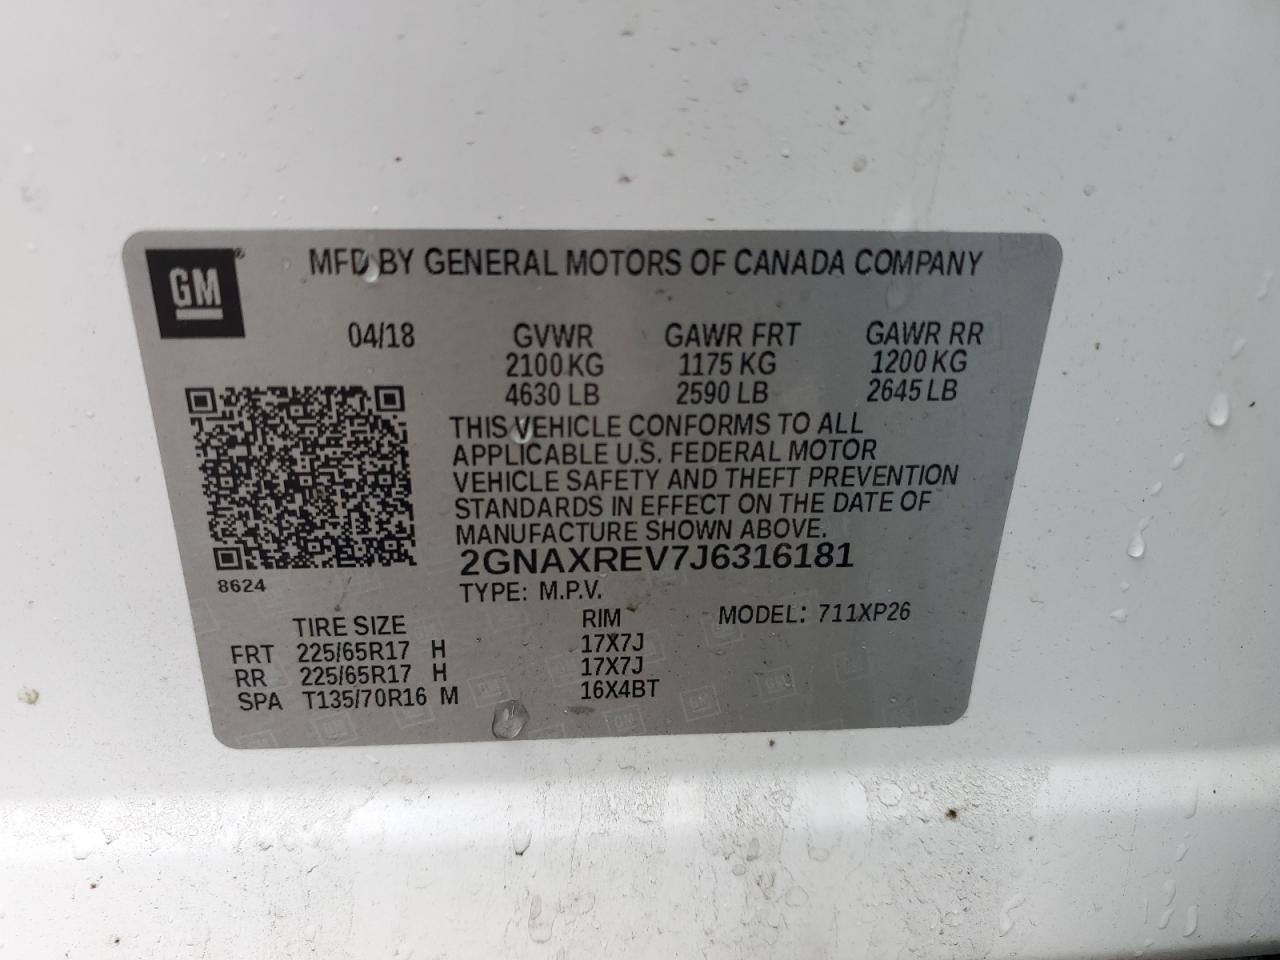 GM
MFD BY GENERAL MOTORS OF CANADA COMPANY
04/18 GVWR GAWR FRT GAWR RR
2100 KG 1175 KG 1200 KG
4630 LB 2590 LB 2645 LB
THIS VEHICLE CONFORMS TO ALL
APPLICABLE U.S. FEDERAL MOTOR
VEHICLE SAFETY AND THEFT PREVENTION
STANDARDS IN EFFECT ON THE DATE OF
MANUFACTURE SHOWN ABOVE.
2GNAXREV7J6316181
8624
TYPE: M.P.V.
TIRE SIZE RIM MODEL: 711XP26
FRT 225/65R17 H 17X7J
RR 225/65R17 H 17X7J
SPA T135/70R16 M 16X4BT